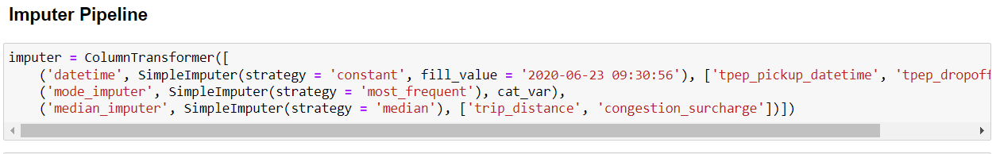 Imputer Pipeline
imputer = ColumnTransformer([
('datetime', SimpleImputer(strategy = 'constant', fill_value = '2020-06-23 09:30:56'), ['tpep_pickup_datetime', 'tpep_dropoff
('mode_imputer', SimpleImputer(strategy = 'most_frequent'), cat_var),
('median_imputer', SimpleImputer(strategy = 'median'), ['trip_distance', 'congestion_surcharge'])])